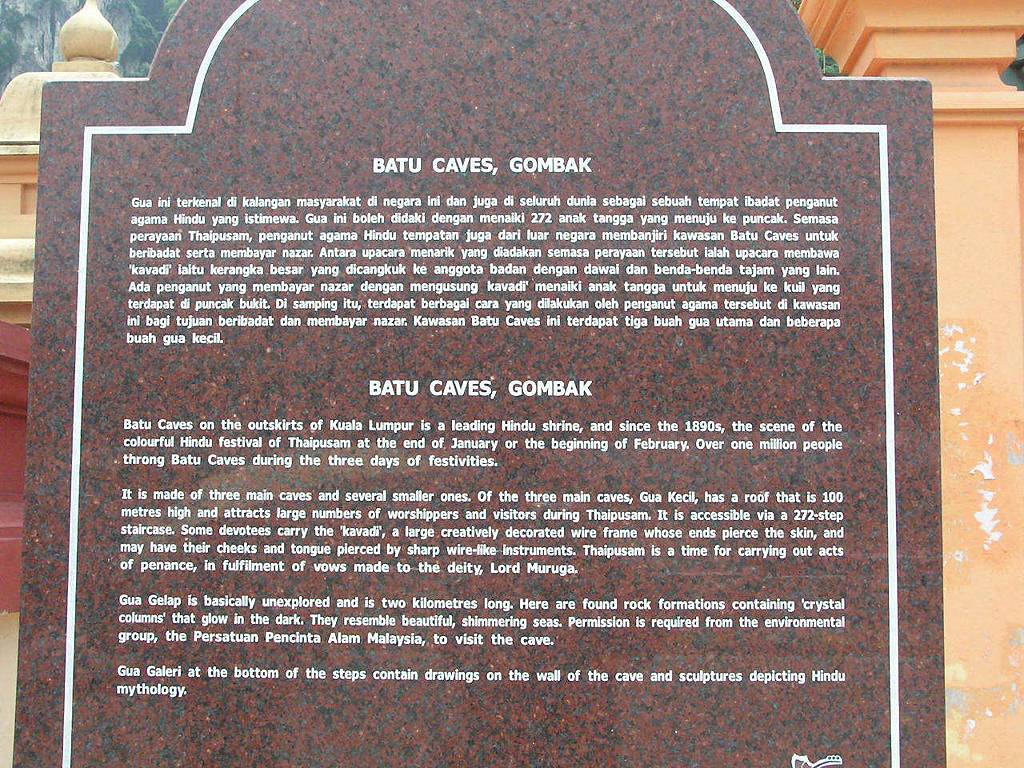 BATU CAVES, GOMBAK
Gua ini terkenal di kalangan masyarakat di negara ini dan juga di seluruh dunia sebagai sebuah tempat ibadat penganut
agama Hindu yang istimewa. Gua ini boleh didaki dengan menaiki 272 anak tangga yang menuju ke puncak. Semasa
perayaan Thaipusam, penganut agama Hindu tempatan juga dari luar negara membanjiri kawasan Batu Caves untuk
beribadat serta membayar nazar. Antara upacara menarik yang diadakan semasa perayaan tersebut ialah upacara membawa
'kavadi' iaitu kerangka besar yang dicangkuk ke anggota badan dengan dawai dan benda-benda tajam yang lain.
Ada penganut yang membayar nazar dengan mengusung kavadi' menaiki anak tangga untuk menuju ke kuil yang
terdapat di puncak bukit. Di samping itu, terdapat berbagai cara yang dilakukan oleh penganut agama tersebut di kawasan
ini bagi tujuan beribadat dan membayar nazar. Kawasan Batu Caves ini terdapat tiga buah gua utama dan beberapa
buah gua kecil.
BATU CAVES, GOMBAK
Batu Caves on the outskirts of Kuala Lumpur is a leading Hindu shrine, and since the 1890s, the scene of the
colourful Hindu festival of Thaipusam at the end of January or the beginning of February. Over one million people
throng Batu Caves during the three days of festivities.
It is made of three main caves and several smaller ones. Of the three main caves, Gua Kecil, has a roof that is 100
metres high and attracts large numbers of worshippers and visitors during Thaipusam. It is accessible via a 272-step
staircase. Some devotees carry the 'kavadi', a large creatively decorated wire frame whose ends pierce the skin, and
may have their cheeks and tongue pierced by sharp wire-like instruments. Thaipusam is a time for carrying out acts
of penance, in fulfilment of vows made to the deity, Lord Muruga.
Gua Gelap is basically unexplored and is two kilometres long. Here are found rock formations containing 'crystal
columns' that glow in the dark. They resemble beautiful, shimmering seas. Permission is required from the environmental
group, the Persatuan Pencinta Alam Malaysia, to visit the cave.
Gua Galeri at the bottom of the steps contain drawings on the wall of the cave and sculptures depicting Hindu
mythology.